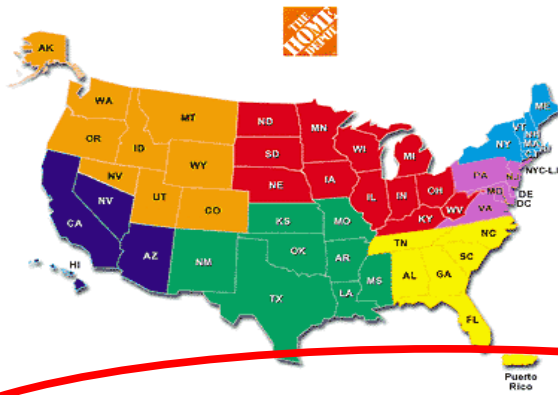 THE
HOME
DEPOT
AK
WA
MT
ND
MN
ME
VT
NH
OR
ID
SD
WI
MI
NY
MA
CT
RI
WY
NYC-L.I
NV
NE
IA
PA
NJ
UT
CO
IL
IN
OH
MD
DE
DC
NV
KS
MO
KY
WV
VA
CA
AZ
NM
OK
AR
TN
NC
SC
HI
TX
LA
MS
AL
GA
FL
Puerto
Rico